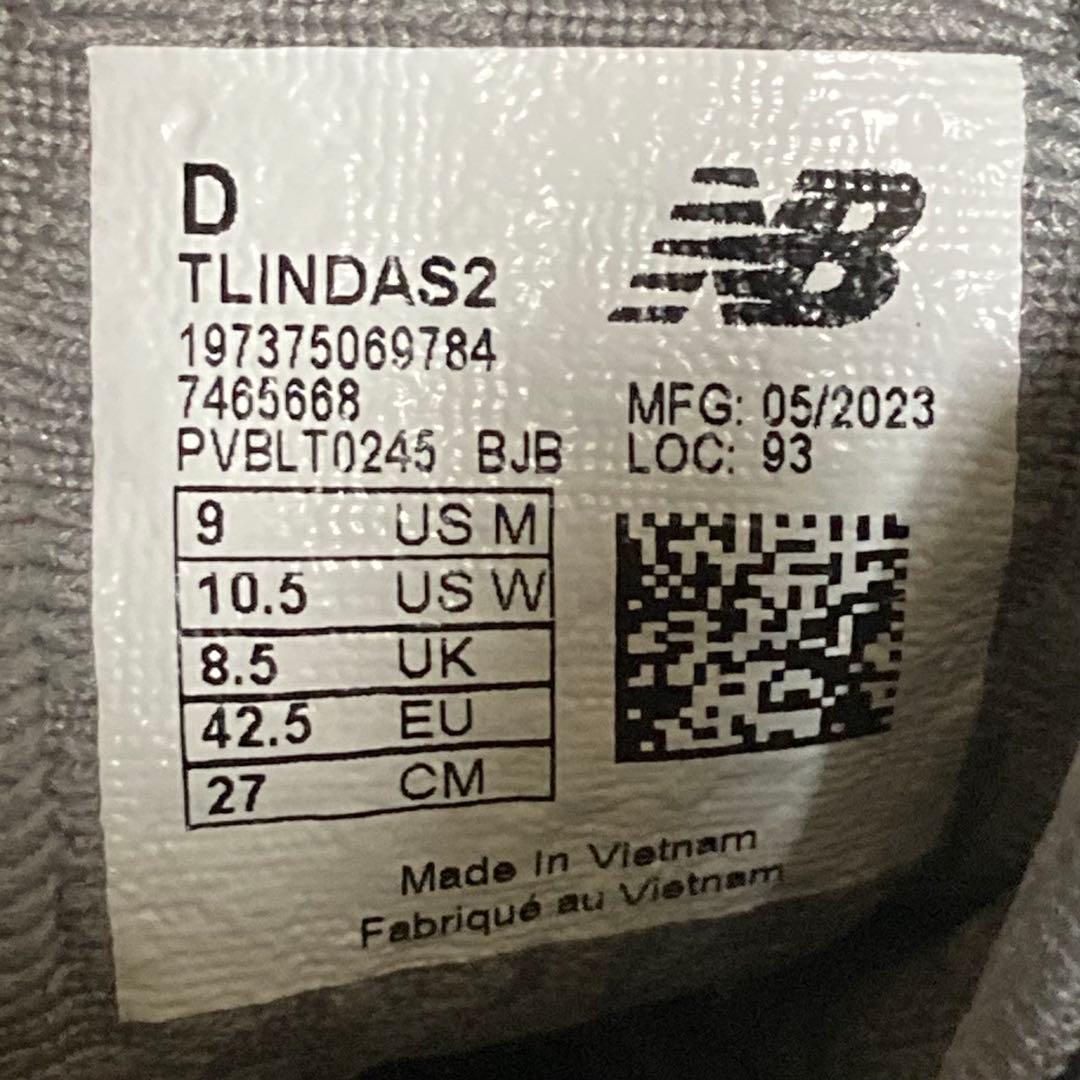 D
TLINDAS2
197375069784
7465668
PVBLT0245 BJB
NB
MFG: 05/2023
LOC: 93
9 US M
10.5 US W
8.5 UK
42.5 EU
27 CM
Made in Vietnam
Fabriqué au Vietnam